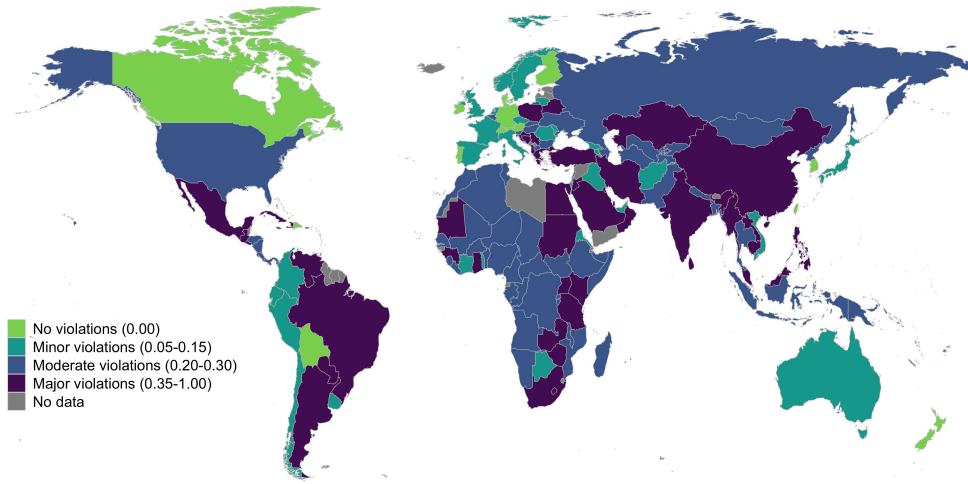 No violations (0.00)
Minor violations (0.05-0.15)
Moderate violations (0.20-0.30)
Major violations (0.35-1.00)
No data